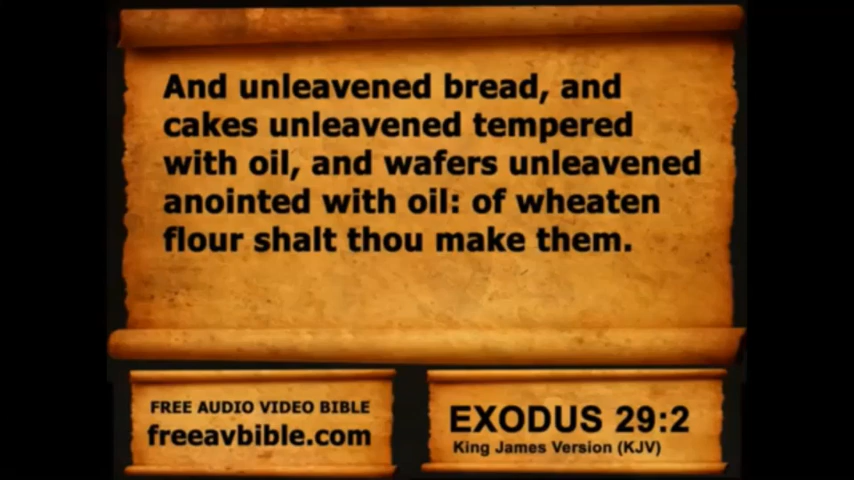 And unleavened bread, and
cakes unleavened tempered
with oil, and wafers unleavened
anointed with oil: of wheaten
flour shalt thou make them.
FREE AUDIO VIDEO BIBLE
freeavbible.com
EXODUS 29:2
King James Version (KJV)